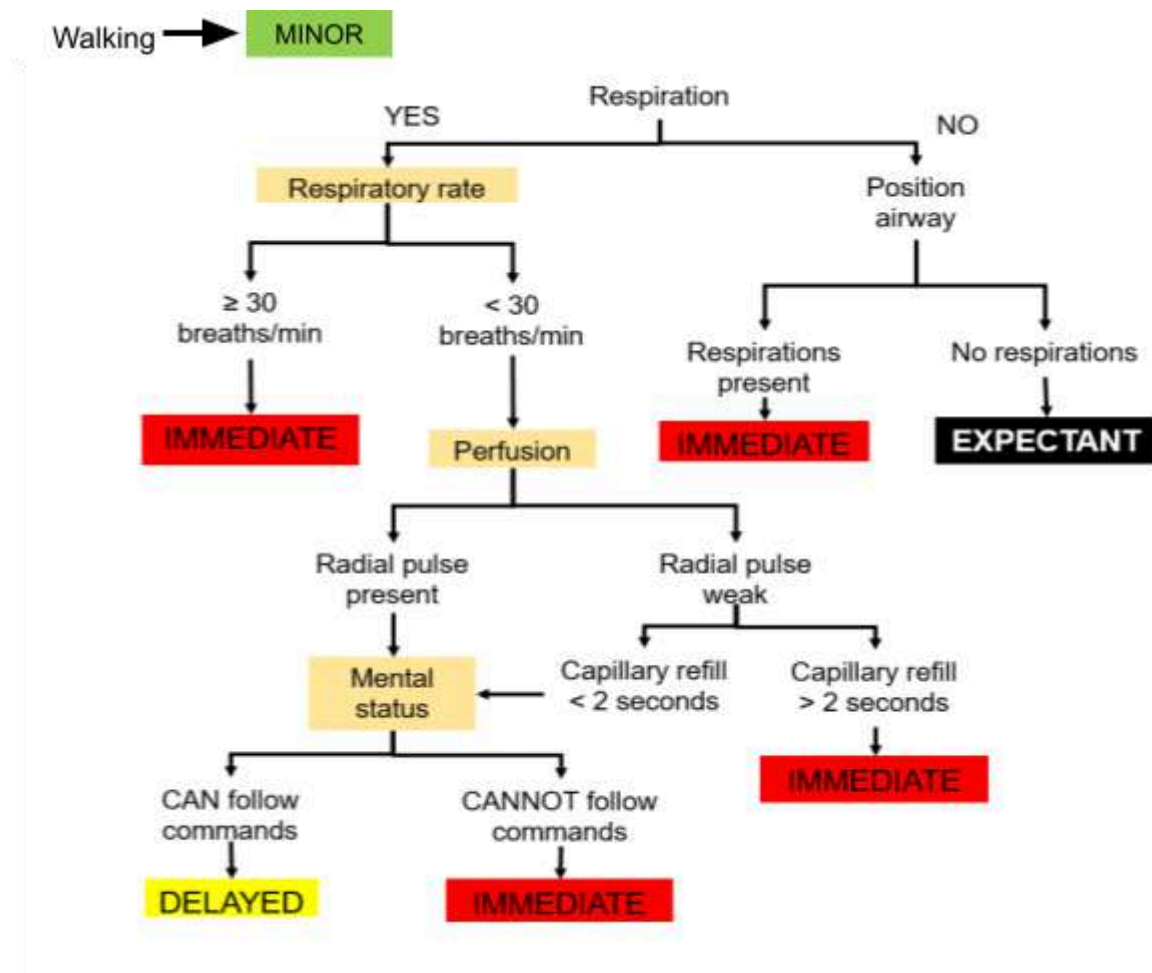 Walking
MINOR
Respiration
YES
NO
Respiratory rate
Position
airway
≥ 30
breaths/min
< 30
breaths/min
Respirations
present
No respirations
IMMEDIATE
Perfusion
IMMEDIATE
EXPECTANT
Radial pulse
present
Radial pulse
weak
Mental
status
Capillary refill
< 2 seconds
Capillary refill
> 2 seconds
IMMEDIATE
CAN follow
commands
CANNOT follow
commands
DELAYED
IMMEDIATE